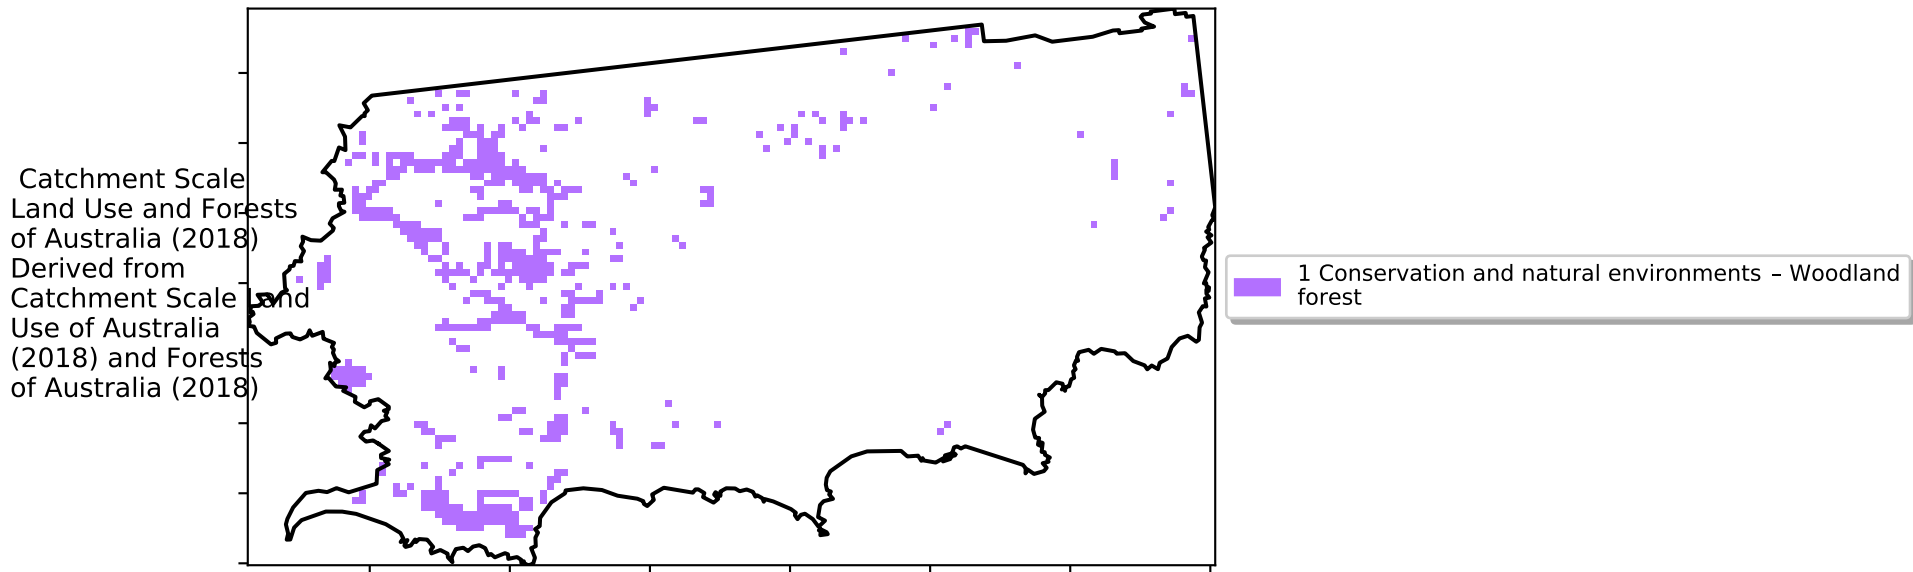 Catchment Scale
Land Use and Forests
of Australia (2018)
Derived from
Catchment Scale Land
Use of Australia
(2018) and Forests
of Australia (2018)
1 Conservation and natural environments – Woodland
forest